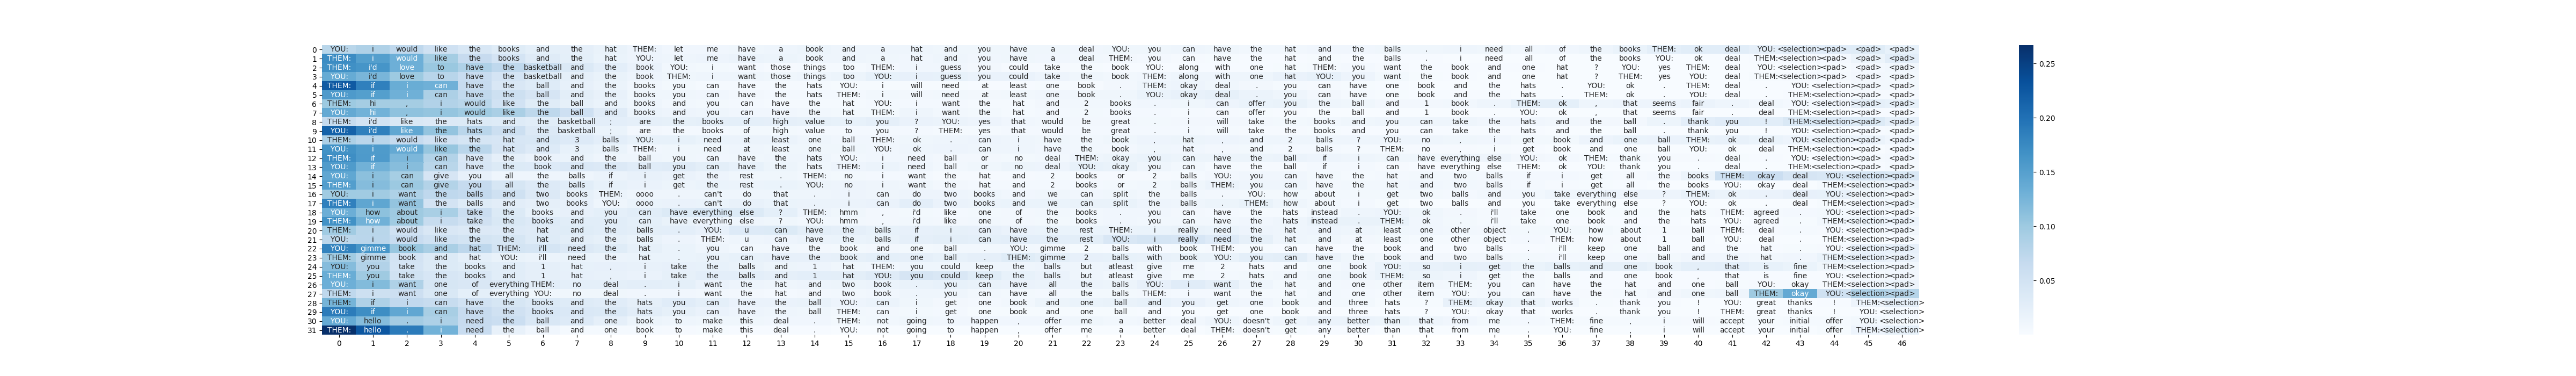 0 YOU: i would like the books and the hat THEM: let me have a book and a hat and you have a deal YOU: you can have the hat and the balls . i need all of the books THEM: ok deal YOU: <selection> <pad> <pad> <pad>
1 THEM: i would like the books and the hat YOU: let me have a book and a hat and you have a deal THEM: you can have the hat and the balls . i need all of the books YOU: ok deal THEM: <selection> <pad> <pad> <pad>
2 THEM: i'd love to have the basketball and the book YOU: i want those things too THEM: i guess you could take the book YOU: along with one hat THEM: you want the book and one hat ? YOU: yes THEM: deal YOU: <selection> <pad> <pad> <pad>
3 YOU: i'd love to have the basketball and the book THEM: i want those things too YOU: i guess you could take the book THEM: along with one hat YOU: you want the book and one hat ? THEM: yes YOU: deal THEM: <selection> <pad> <pad> <pad>
4 THEM: if i can have the ball and the books you can have the hats YOU: i will need at least one book . THEM: okay deal . you can have one book and the hats . YOU: ok . THEM: deal . YOU: <selection> <pad> <pad>
5 YOU: if i can have the ball and the books you can have the hats THEM: i will need at least one book . YOU: okay deal . you can have one book and the hats . THEM: ok . YOU: deal . THEM: <selection> <pad> <pad>
6 THEM: hi , i would like the ball and books and you can have the hat YOU: i want the hat and 2 books . i can offer you the ball and 1 book . THEM: ok . that seems fair . deal YOU: <selection> <pad> <pad>
7 YOU: hi , i would like the ball and books and you can have the hat THEM: i want the hat and 2 books . i can offer you the ball and 1 book . YOU: ok . that seems fair . deal THEM: <selection> <pad> <pad>
8 THEM: i'd like the hats and the basketball ; are the books of high value to you ? YOU: yes that would be great . i will take the books and you can take the hats and the ball . thank you ! THEM: <selection> <pad> <pad>
9 YOU: i'd like the hats and the basketball ; are the books of high value to you ? THEM: yes that would be great . i will take the books and you can take the hats and the ball . thank you ! YOU: <selection> <pad> <pad>
10 THEM: i would like the hat and 3 balls YOU: i need at least one ball THEM: ok . can i have the book , hat , and 2 balls ? YOU: no , i get book and one ball THEM: ok deal . YOU: <selection> <pad> <pad>
11 YOU: i would like the hat and 3 balls THEM: i need at least one ball YOU: ok . can i have the book , hat , and 2 balls ? THEM: no , i get book and one ball YOU: ok deal . THEM: <selection> <pad> <pad>
12 THEM: if i can have the book and the ball you can have the hats YOU: i need ball or no deal THEM: okay you can have the ball if i can have everything else YOU: ok THEM: thank you . deal . YOU: <selection> <pad> <pad>
13 YOU: if i can have the book and the ball you can have the hats THEM: i need ball or no deal YOU: okay you can have the ball if i can have everything else THEM: ok YOU: thank you . deal . THEM: <selection> <pad> <pad>
14 YOU: i can give you all the balls if i get the rest . THEM: no i want the hat and 2 books or 2 balls YOU: you can have the hat and two balls if i get all the books THEM: okay deal YOU: <selection> <pad>
15 THEM: i can give you all the balls if i get the rest . YOU: no i want the hat and 2 books or 2 balls THEM: you can have the hat and two balls if i get all the books YOU: okay deal THEM: <selection> <pad>
16 YOU: i want the balls and two books THEM: oooo . can't do that . i can do two books and we can split the balls . YOU: how about i get two balls and you take everything else ? THEM: ok . deal YOU: <selection> <pad>
17 THEM: i want the balls and two books YOU: oooo . can't do that . i can do two books and we can split the balls . THEM: how about i get two balls and you take everything else ? YOU: ok . deal THEM: <selection> <pad>
18 YOU: how about i take the books and you can have everything else ? THEM: hmm , i'd like one of the books . you can have the hats instead . YOU: ok . i'll take one book and the hats THEM: agreed . YOU: <selection> <pad>
19 THEM: how about i take the books and you can have everything else ? YOU: hmm , i'd like one of the books . you can have the hats instead . THEM: ok . i'll take one book and the hats YOU: agreed . THEM: <selection> <pad>
20 THEM: i would like the hat and the balls . YOU: u can have the balls if i can have the rest THEM: i really need the hat and at least one other object . YOU: how about 1 ball THEM: deal . YOU: <selection> <pad>
21 YOU: i would like the hat and the balls . THEM: u can have the balls if i can have the rest YOU: i really need the hat and at least one other object . THEM: how about 1 ball YOU: deal . THEM: <selection> <pad>
22 YOU: gimme book and hat THEM: i'll need the hat . you can have the book and one ball . YOU: gimme 2 balls with book THEM: you can have the book and two balls . i'll keep one ball and the hat . YOU: <selection> <pad>
23 THEM: gimme book and hat YOU: i'll need the hat . you can have the book and one ball . THEM: gimme 2 balls with book YOU: you can have the book and two balls . i'll keep one ball and the hat . THEM: <selection> <pad>
24 YOU: you take the books and 1 hat , i take the balls and 1 hat THEM: you could keep the balls but atleast give me 2 hats and one book YOU: so i get the balls and one book , that is fine THEM: <selection> <pad>
25 THEM: you take the books and 1 hat , i take the balls and 1 hat YOU: you could keep the balls but atleast give me 2 hats and one book THEM: so i get the balls and one book , that is fine YOU: <selection> <pad>
26 YOU: i want one of everything THEM: no deal . i want the hat and two book . you can have all the balls YOU: i want the hat and one other item THEM: you can have the hat and one ball YOU: okay THEM: <selection> <pad>
27 THEM: i want one of everything YOU: no deal . i want the hat and two book . you can have all the balls THEM: i want the hat and one other item YOU: you can have the hat and one ball THEM: okay YOU: <selection> <pad>
28 THEM: if i can have the books and the hats you can have the ball YOU: can i get one book and one ball and you get one book and three hats ? THEM: okay that works . thank you ! YOU: great thanks ! THEM: <selection>
29 YOU: if i can have the books and the hats you can have the ball THEM: can i get one book and one ball and you get one book and three hats ? YOU: okay that works . thank you ! THEM: great thanks ! YOU: <selection>
30 YOU: hello . i need the ball and one book to make this deal . THEM: not going to happen , offer me a better deal YOU: doesn't get any better than that from me . THEM: fine , i will accept your initial offer YOU: <selection>
31 THEM: hello . i need the ball and one book to make this deal . YOU: not going to happen , offer me a better deal THEM: doesn't get any better than that from me . YOU: fine , i will accept your initial offer THEM: <selection>
0 1 2 3 4 5 6 7 8 9 10 11 12 13 14 15 16 17 18 19 20 21 22 23 24 25 26 27 28 29 30 31 32 33 34 35 36 37 38 39 40 41 42 43 44 45 46
0.25
0.20
0.15
0.10
0.05